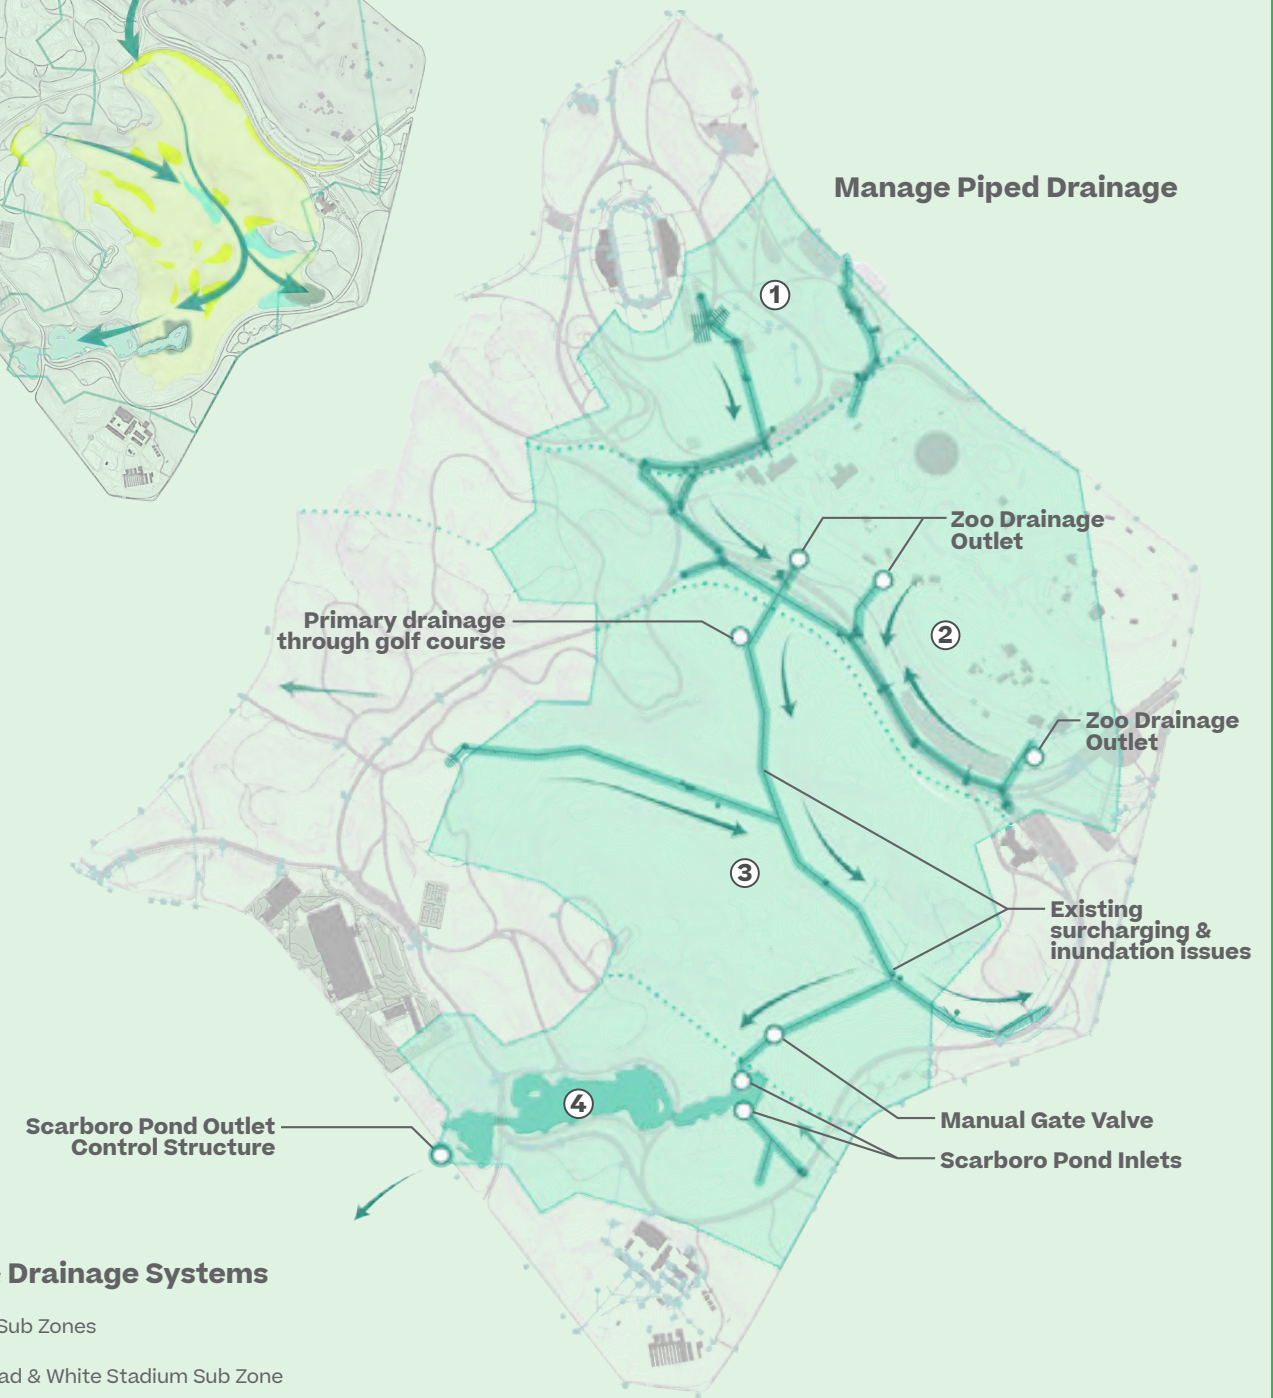 Manage Piped Drainage
1
Zoo Drainage
Outlet
Primary drainage
through golf course
2
Zoo Drainage
Outlet
3
Existing
surcharging &
inundation issues
4
Scarboro Pond Outlet
Control Structure
Manual Gate Valve
Scarboro Pond Inlets
Drainage Systems
Sub Zones
& White Stadium Sub Zone